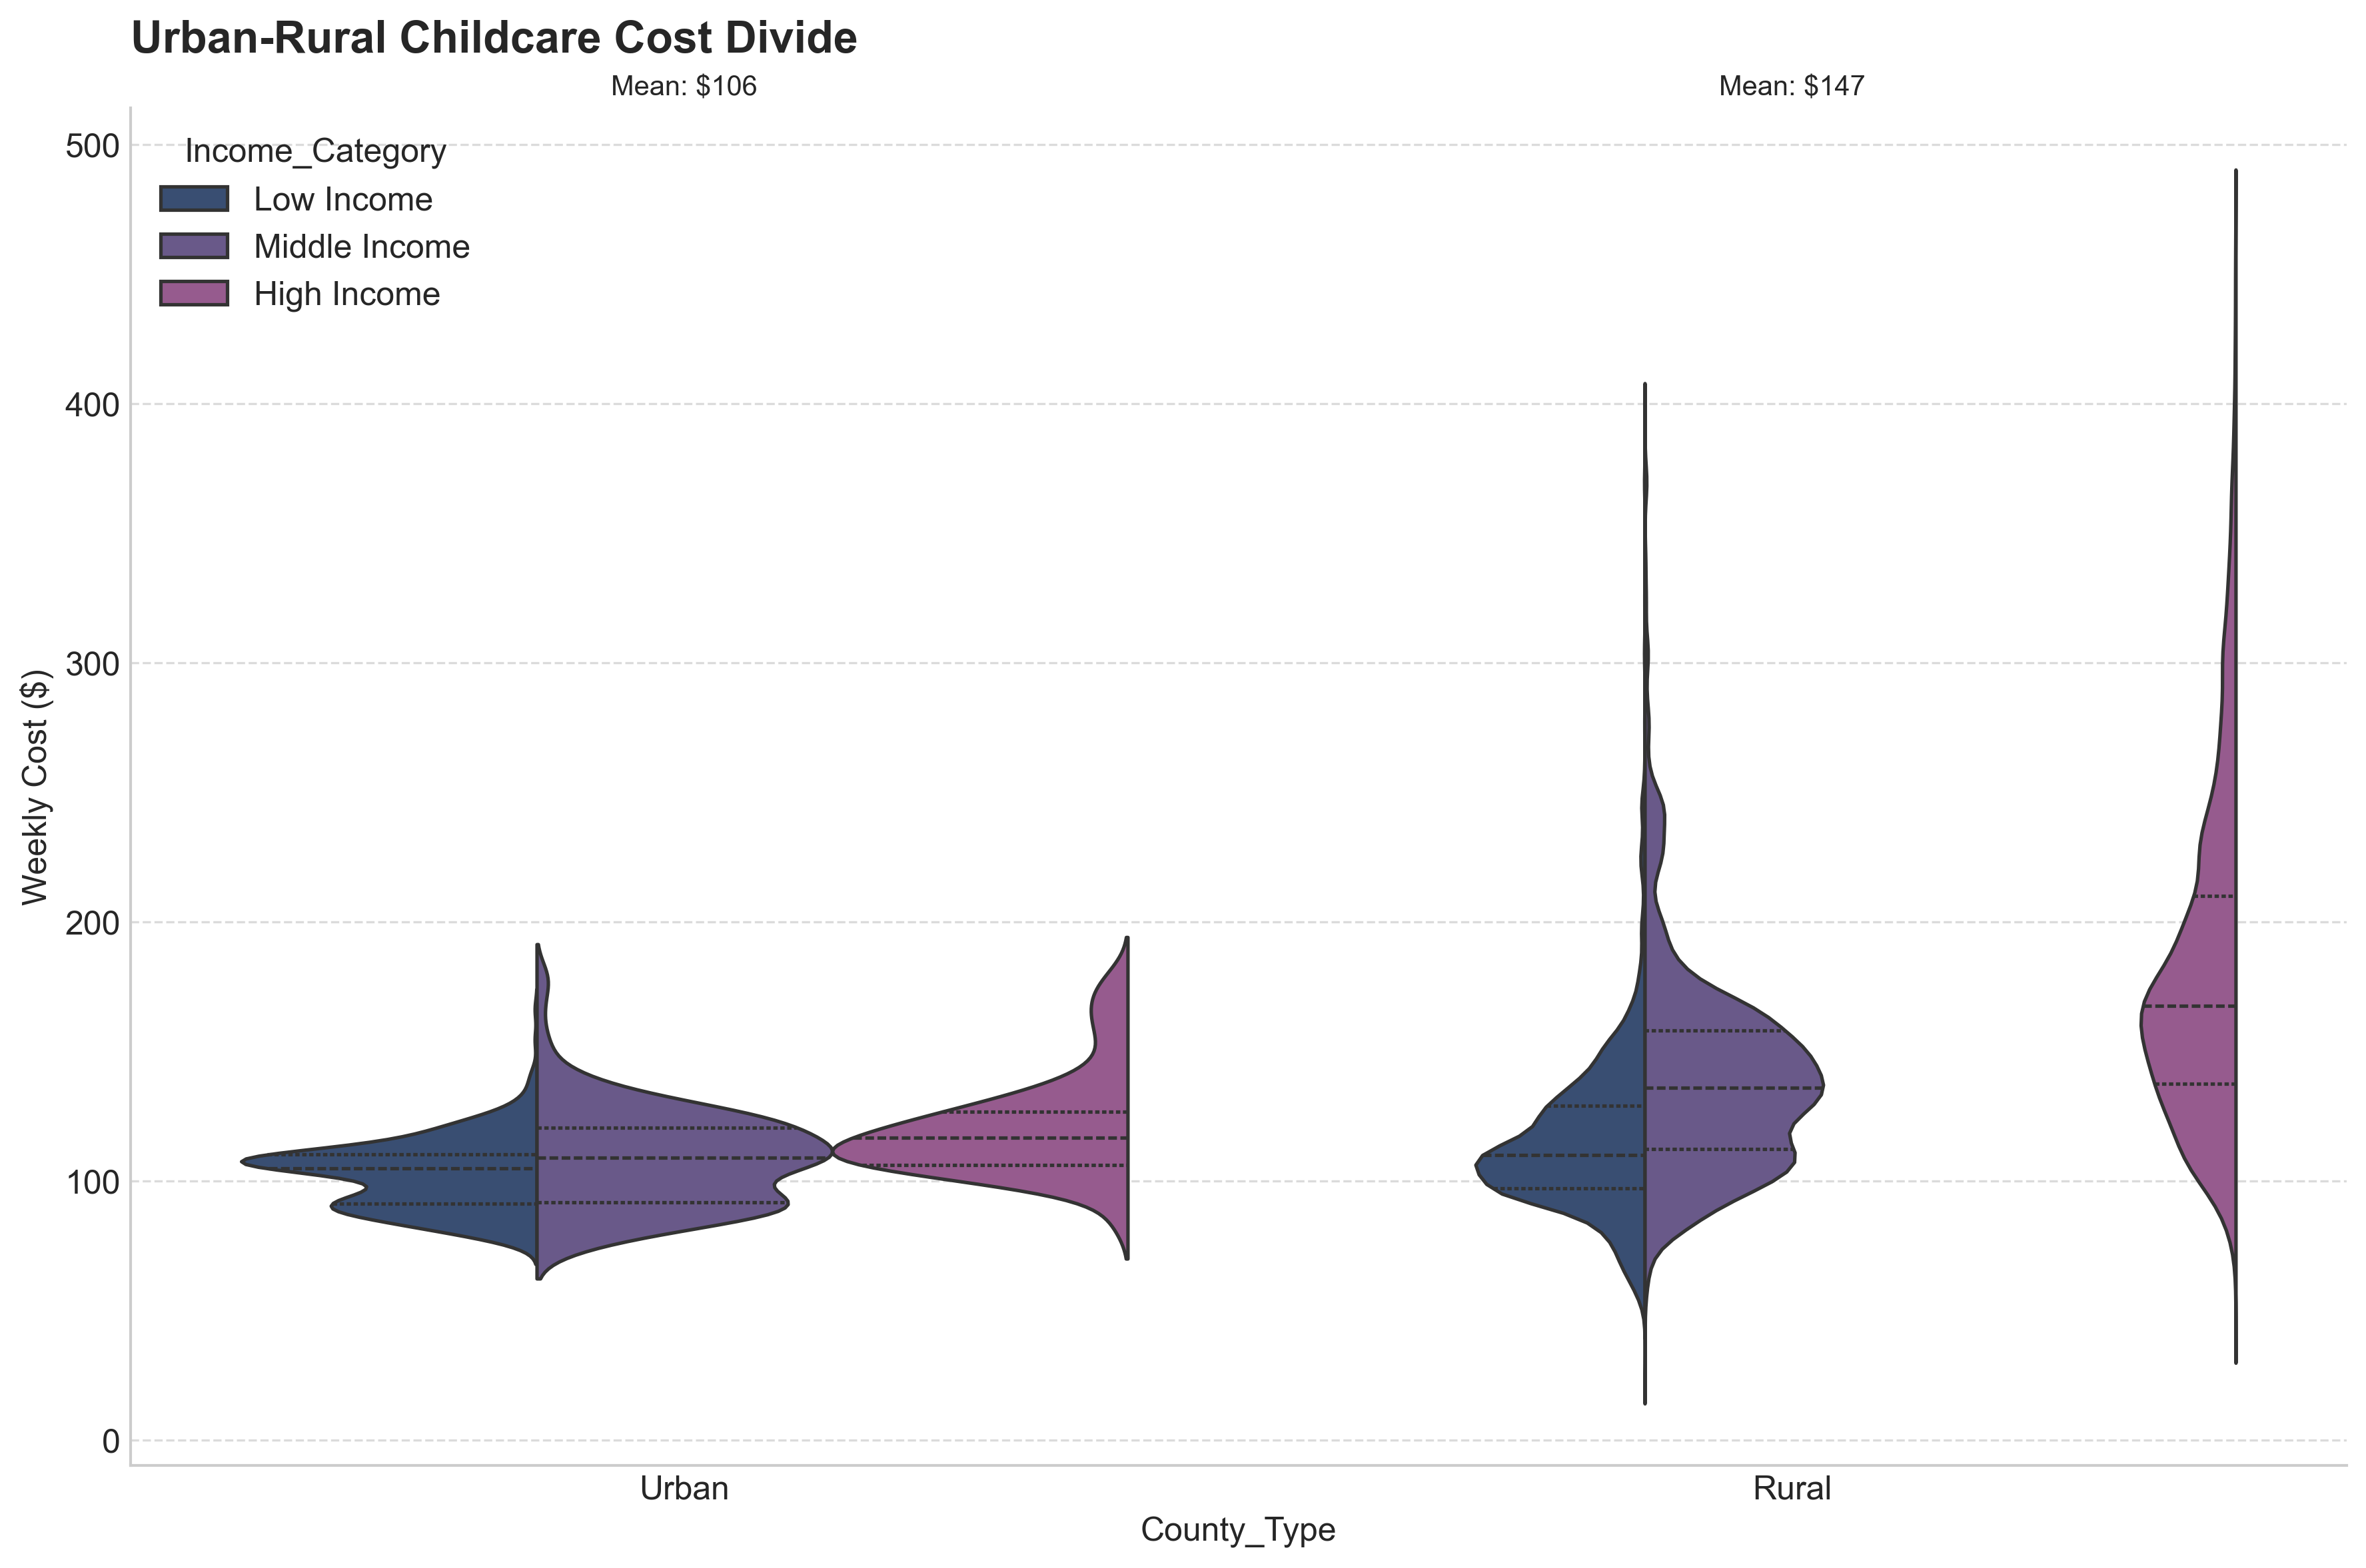 Urban-Rural Childcare Cost Divide
Mean: $106
Mean: $147
Income_Category
Low Income
Middle Income
High Income
Weekly Cost ($)
500
400
300
200
100
0
Urban
Rural
County_Type